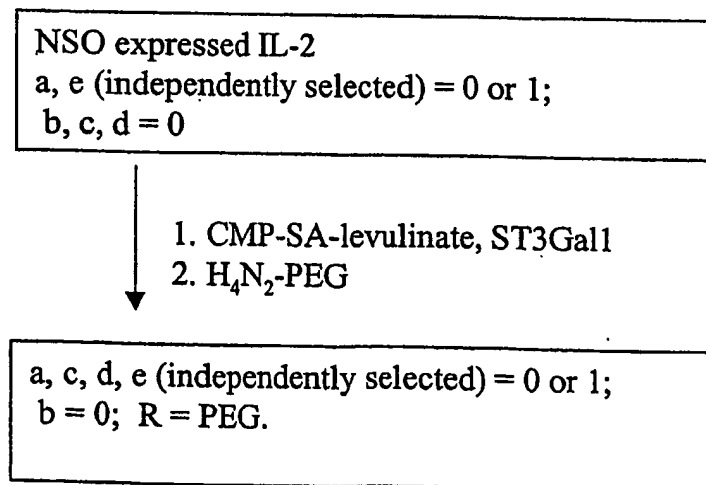 NSO expressed IL-2
a, e (independently selected) = 0 or 1;
b, c, d = 0
1. CMP-SA-levulinate, ST3Gal1
2. H₄N₂-PEG
a, c, d, e (independently selected) = 0 or 1;
b = 0; R = PEG.